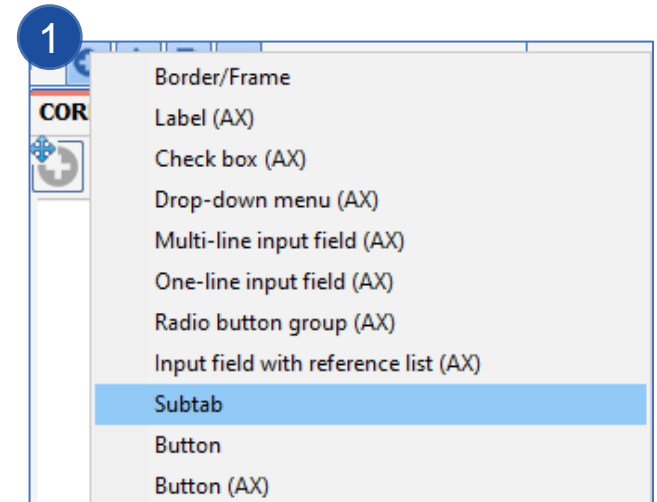 1
Border/Frame
COR
Label (AX)
Check box (AX)
Drop-down menu (AX)
Multi-line input field (AX)
One-line input field (AX)
Radio button group (AX)
Input field with reference list (AX)
Subtab
Button
Button (AX)